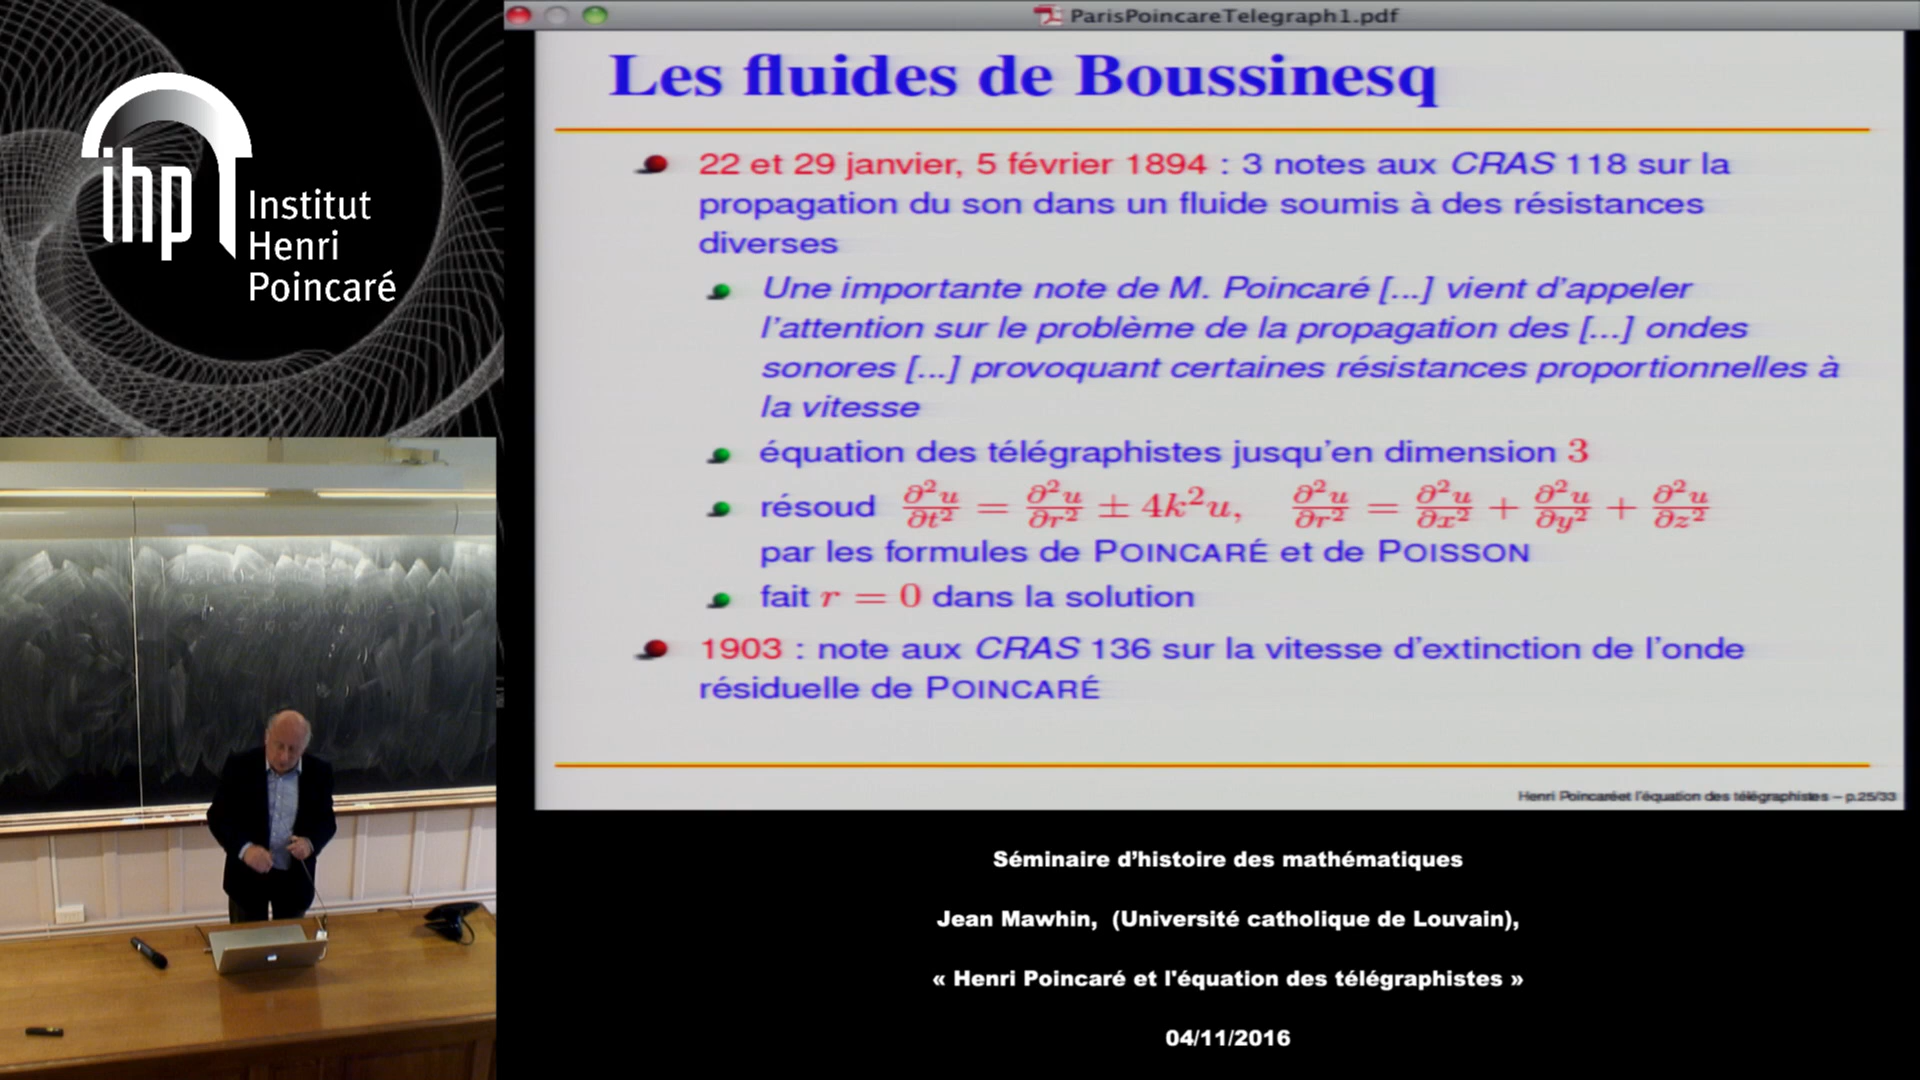 ihp
Institut
Henri
Poincaré
ParisPoincareTelegraph1.pdf
Les fluides de Boussinesq
22 et 29 janvier, 5 février 1894 : 3 notes aux CRAS 118 sur la
propagation du son dans un fluide soumis à des résistances
diverses
Une importante note de M. Poincaré [...] vient d'appeler
l'attention sur le problème de la propagation des [...] ondes
sonores [...] provoquant certaines résistances proportionnelles à
la vitesse
équation des télégraphistes jusqu'en dimension 3
résoud ∂²u/∂t² = ∂²u/∂r² ± 4k²u, ∂²u/∂r² = ∂²u/∂x² + ∂²u/∂y² + ∂²u/∂z²
par les formules de POINCARÉ et de POISSON
fait r = 0 dans la solution
1903 : note aux CRAS 136 sur la vitesse d'extinction de l'onde
résiduelle de POINCARÉ
Henri Poincaréet l'équation des télégraphistes – p.25/33
Séminaire d'histoire des mathématiques
Jean Mawhin, (Université catholique de Louvain),
« Henri Poincaré et l'équation des télégraphistes »
04/11/2016